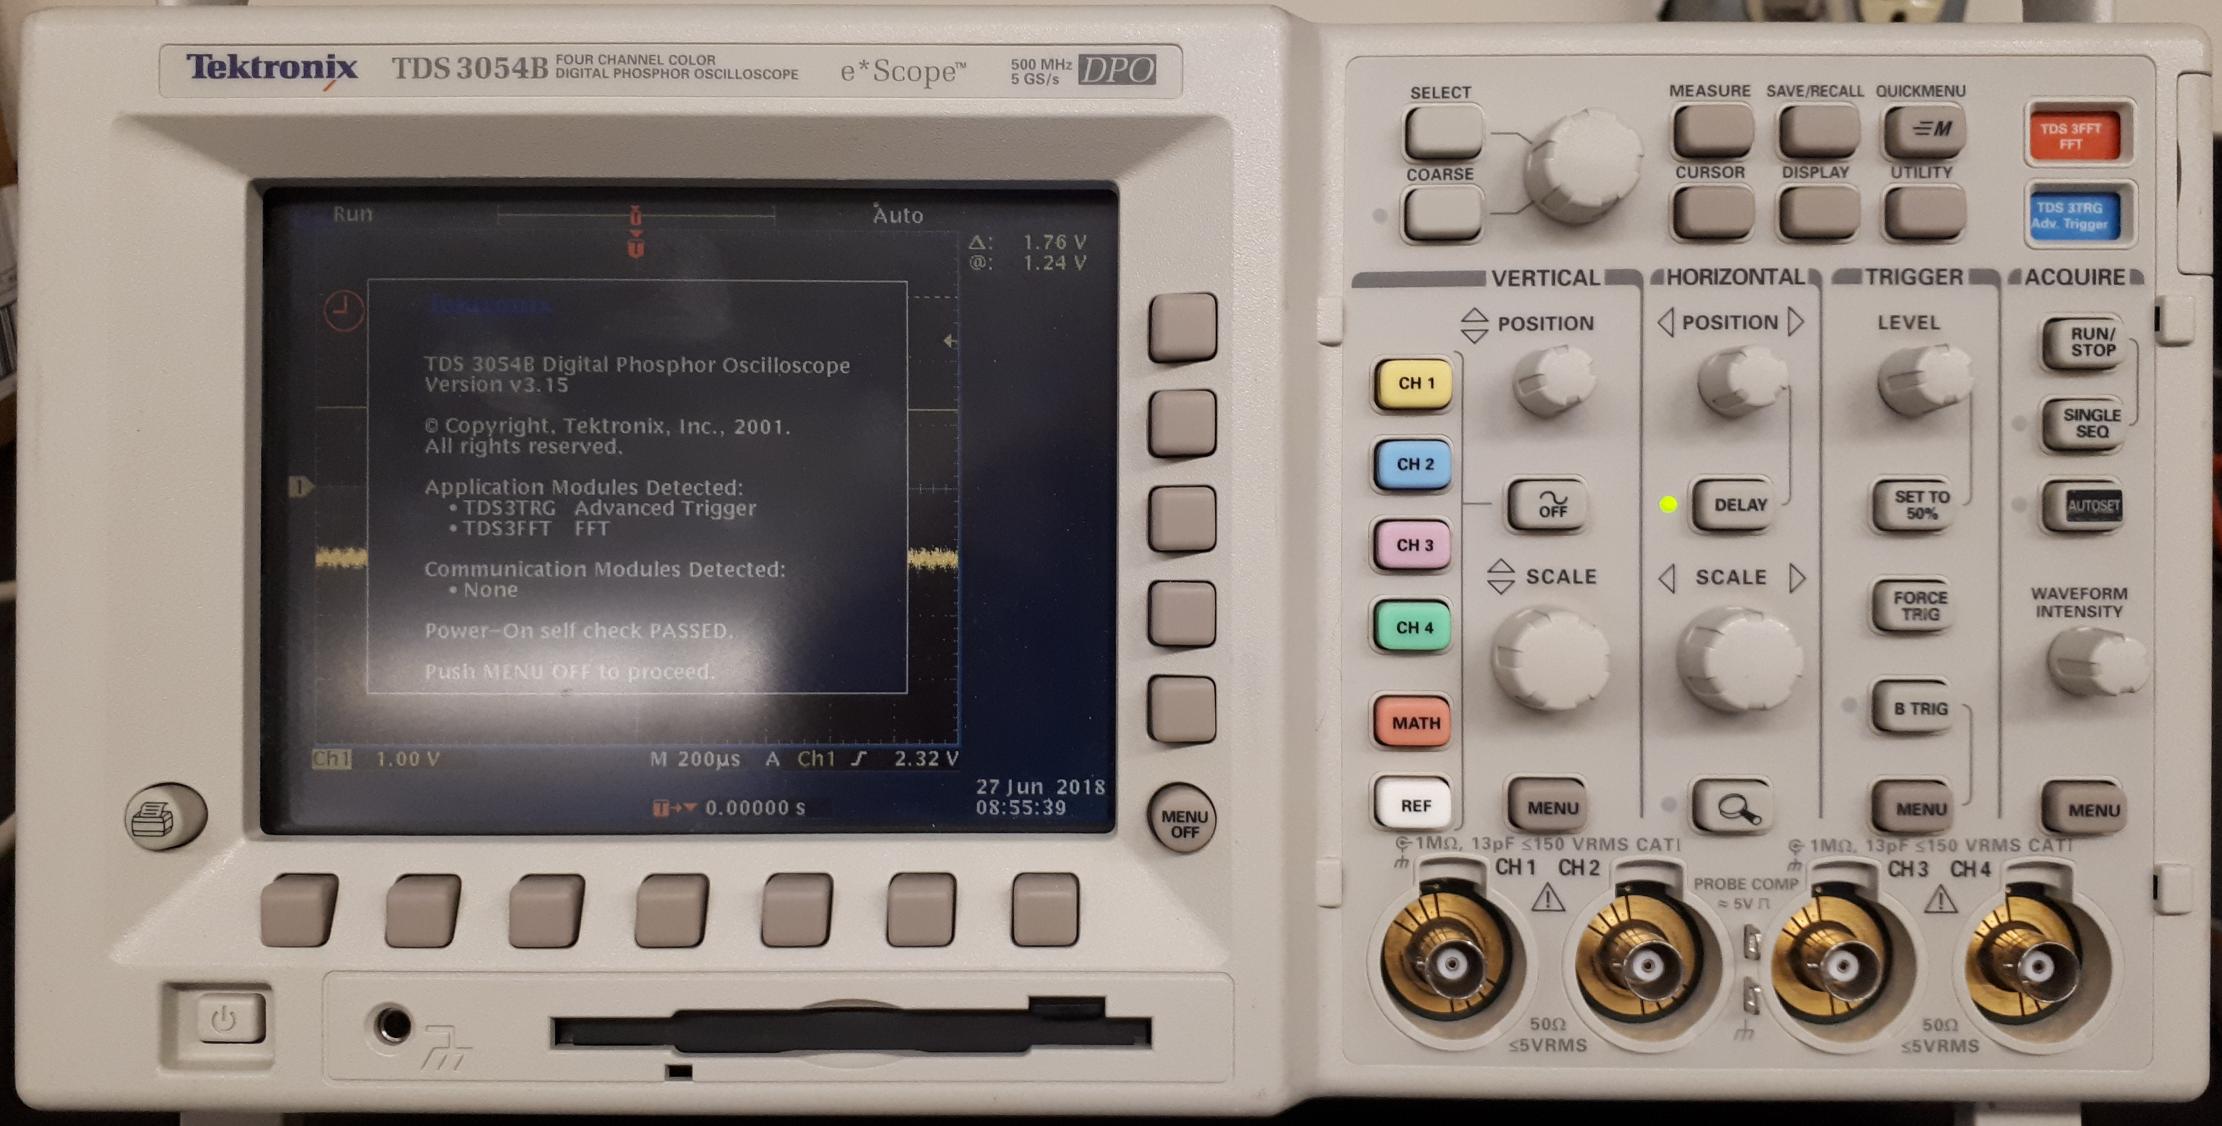 Tektronix TDS 3054B FOUR CHANNEL COLOR
DIGITAL PHOSPHOR OSCILLOSCOPE
e*Scope™
500 MHz
5 GS/s
DPO
Run
Auto
Δ: 1.76 V
@: 1.24 V
Tektronix
TDS 3054B Digital Phosphor Oscilloscope
Version v3.15
© Copyright, Tektronix, Inc., 2001.
All rights reserved.
Application Modules Detected:
• TDS3TRG Advanced Trigger
• TDS3FFT FFT
Communication Modules Detected:
• None
Power-On self check PASSED.
Push MENU OFF to proceed.
1
Ch1 1.00 V
M 200µs A Ch1 2.32 V
T 0.00000 s
27 Jun 2018
08:55:39
MENU
OFF
SELECT
COARSE
MEASURE SAVE/RECALL QUICKMENU
M
CURSOR DISPLAY UTILITY
TDS 3FFT
FFT
TDS 3TRG
Adv. Trigger
VERTICAL
POSITION
CH 1
CH 2
CH 3
CH 4
MATH
REF
OFF
SCALE
MENU
HORIZONTAL
POSITION
DELAY
SCALE
TRIGGER
LEVEL
SET TO
50%
FORCE
TRIG
B TRIG
MENU
ACQUIRE
RUN/
STOP
SINGLE
SEQ
AUTOSET
WAVEFORM
INTENSITY
MENU
1MΩ, 13pF ≤150 VRMS CATI
1MΩ, 13pF ≤150 VRMS CATI
CH 1 CH 2
PROBE COMP
≈ 5V
CH 3 CH 4
50Ω
≤5VRMS
50Ω
≤5VRMS